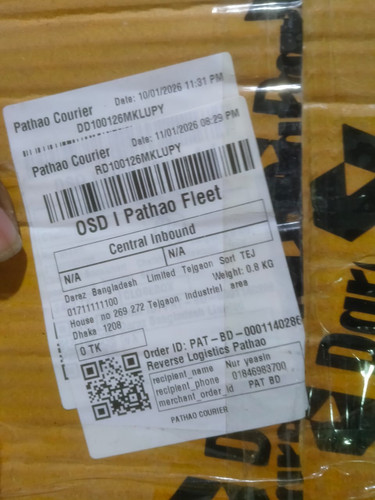 Pathao Courier Date: 10/01/2026 11:31 PM
DD100126MKLUPY
Date: 11/01/2026 08:29 PM
Pathao Courier
RD100126MKLUPY
OSD I Pathao Fleet
Central Inbound
N/A N/A
Daraz Bangladesh Limited Tejgaon Sort TEJ
01711111100 Weight: 0.8 KG
House no 269 272 Tejgaon Industrial area
Dhaka 1208
0 TK
Order ID: PAT-BD-000114028
Reverse Logistics Pathao
recipient_name Nur yeasin
recipient_phone 01846983700
merchant_order_id PAT BD
PATHAO COURIER
Dar
Dara